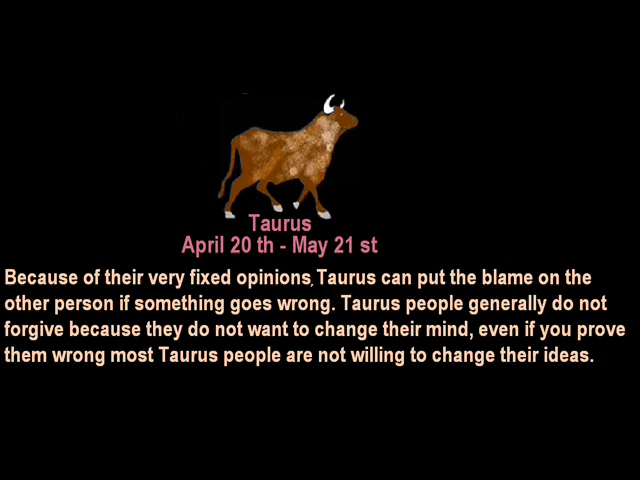 Taurus
April 20 th - May 21 st
Because of their very fixed opinions, Taurus can put the blame on the
other person if something goes wrong. Taurus people generally do not
forgive because they do not want to change their mind, even if you prove
them wrong most Taurus people are not willing to change their ideas.